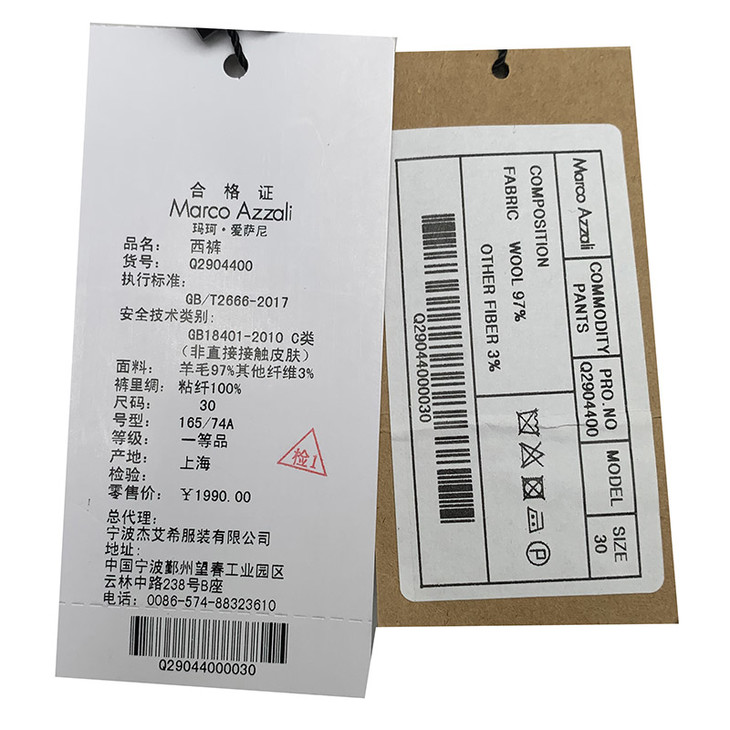 合格证
Marco Azzali
玛珂·爱萨尼
品名: 西裤
货号: Q2904400
执行标准:
GB/T2666-2017
安全技术类别:
GB18401-2010 C类
(非直接接触皮肤)
面料: 羊毛97%其他纤维3%
裤里绸: 粘纤100%
尺码: 30
号型: 165/74A
等级: 一等品
产地: 上海
检验:
检1
零售价: ¥1990.00
总代理:
宁波杰艾希服装有限公司
地址:
中国宁波鄞州望春工业园区
云林中路238号B座
电话: 0086-574-88323610
Q29044000030
Marco Azzali
COMMODITY
PANTS
PRO.NO
Q2904400
MODEL
SIZE
30
COMPOSITION
FABRIC WOOL 97%
OTHER FIBER 3%
P
Q29044000030